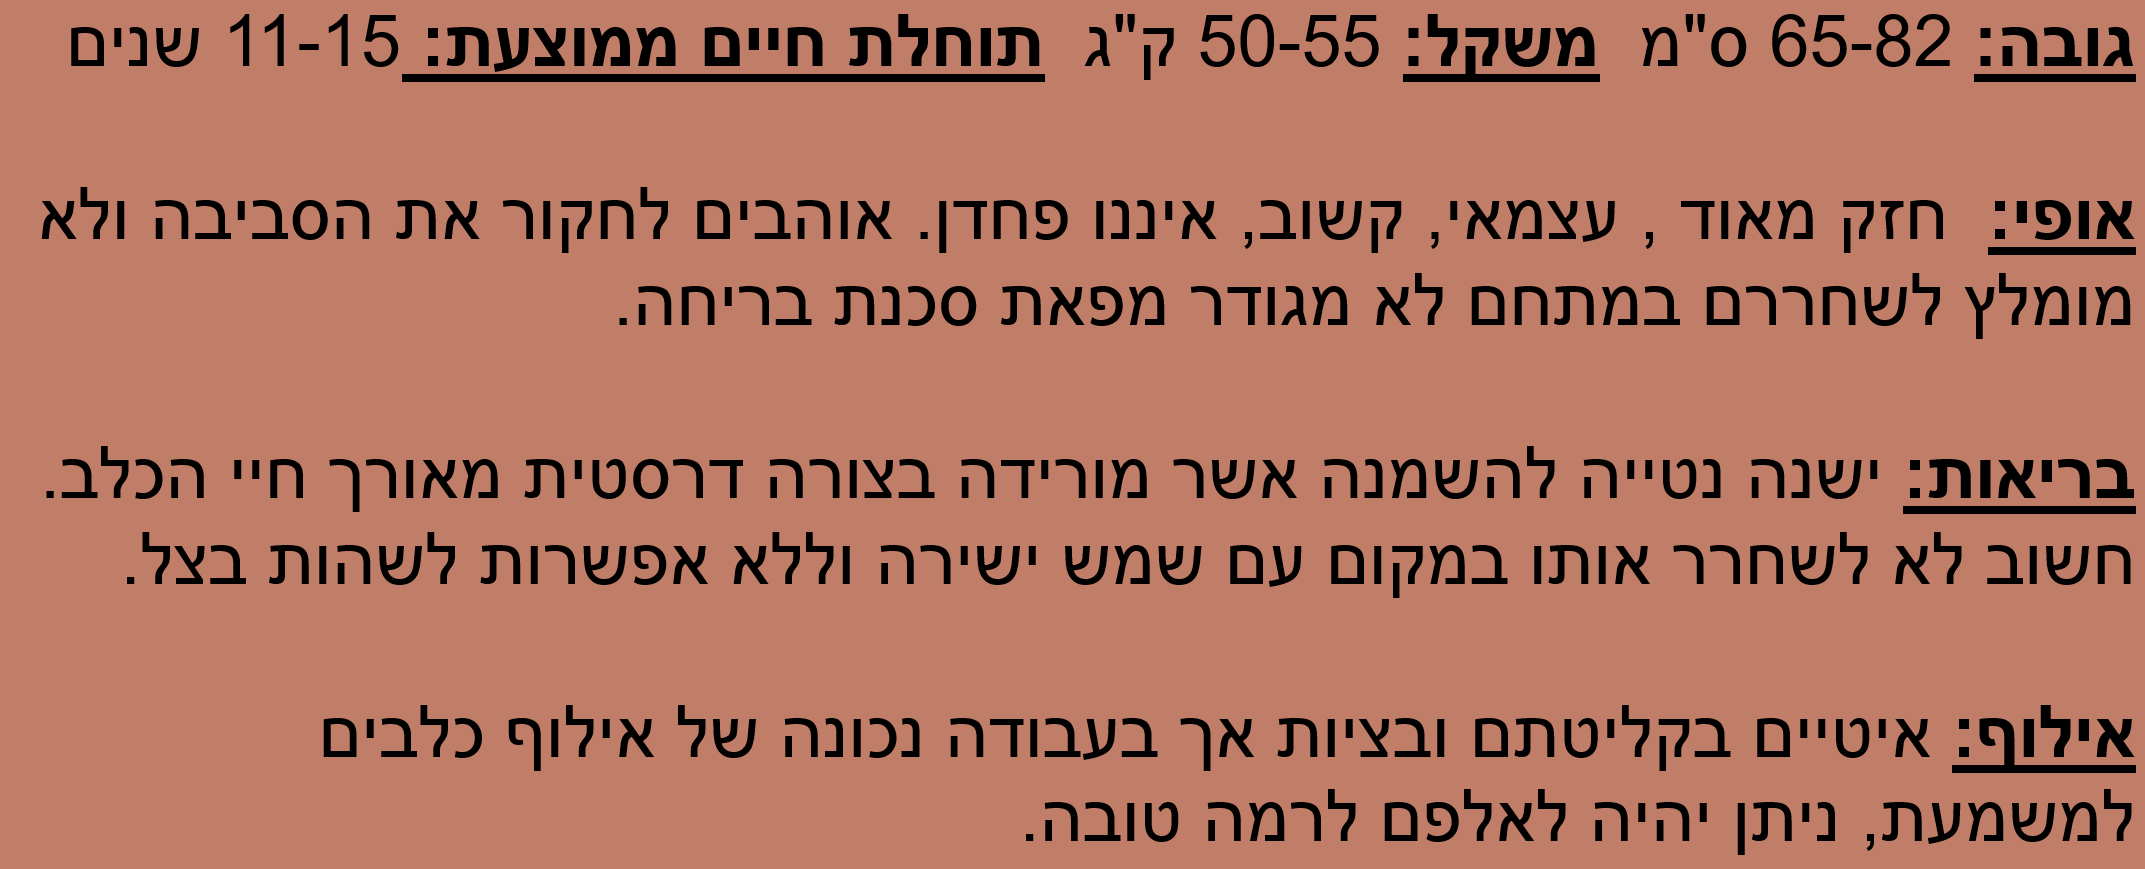 גובה: 65-82 ס"מ  משקל: 50-55 ק"ג  תוחלת חיים ממוצעת: 11-15 שנים
אופי:  חזק מאוד , עצמאי, קשוב, איננו פחדן. אוהבים לחקור את הסביבה ולא
מומלץ לשחררם במתחם לא מגודר מפאת סכנת בריחה.
בריאות: ישנה נטייה להשמנה אשר מורידה בצורה דרסטית מאורך חיי הכלב.
חשוב לא לשחרר אותו במקום עם שמש ישירה וללא אפשרות לשהות בצל.
אילוף: איטיים בקליטתם ובציות אך בעבודה נכונה של אילוף כלבים
למשמעת, ניתן יהיה לאלפם לרמה טובה.